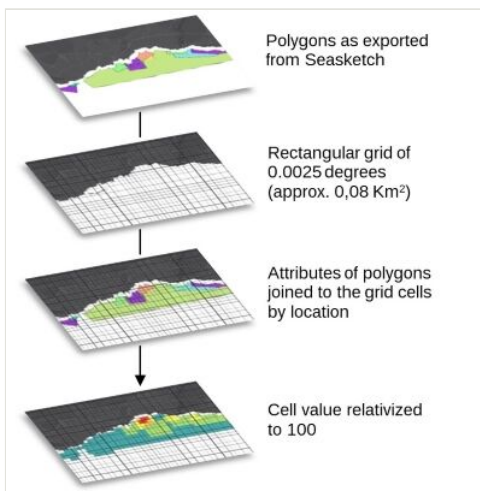 Polygons as exported
from Seasketch
Rectangular grid of
0.0025 degrees
(approx. 0,08 Km²)
Attributes of polygons
joined to the grid cells
by location
Cell value relativized
to 100